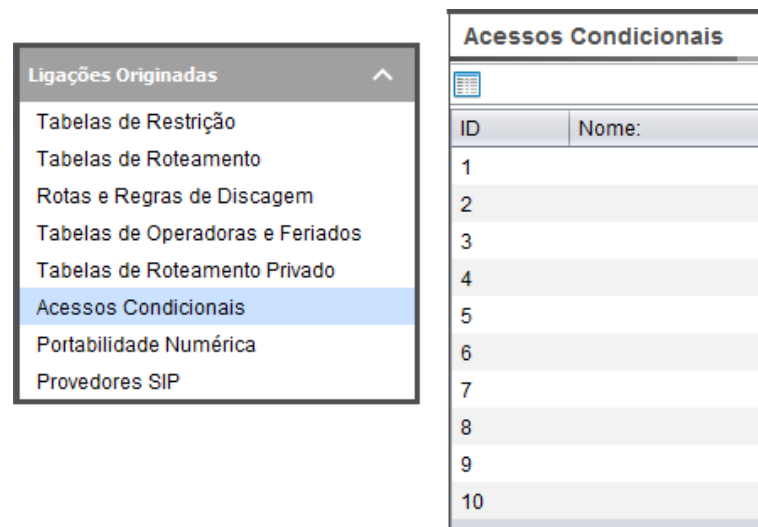 Ligações Originadas
Tabelas de Restrição
Tabelas de Roteamento
Rotas e Regras de Discagem
Tabelas de Operadoras e Feriados
Tabelas de Roteamento Privado
Acessos Condicionais
Portabilidade Numérica
Provedores SIP
Acessos Condicionais
ID Nome:
1
2
3
4
5
6
7
8
9
10